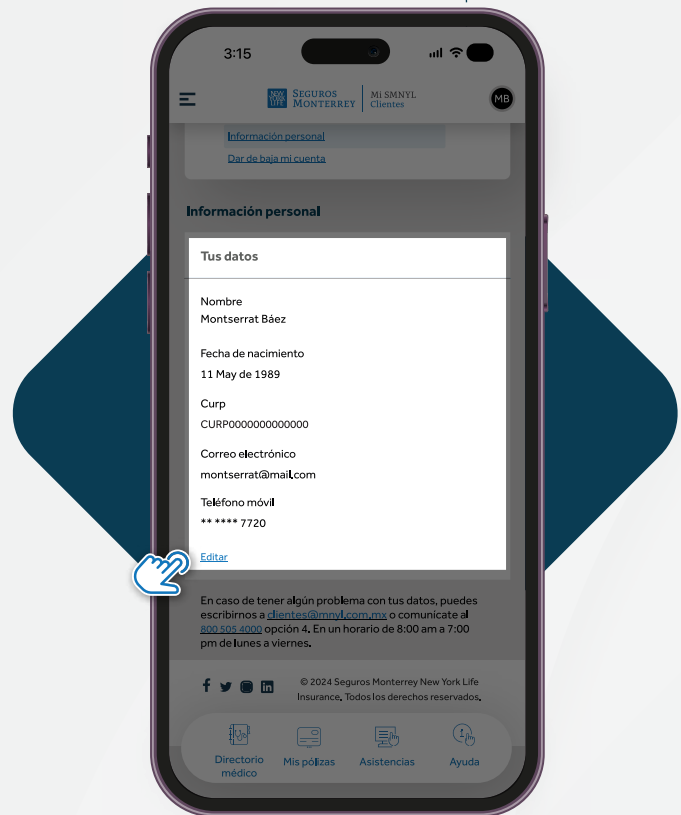 3:15
NEW YORK LIFE
SEGUROS MONTERREY
Mi SMNYL Clientes
MB
Información personal
Dar de baja mi cuenta
Información personal
Tus datos
Nombre
Montserrat Báez
Fecha de nacimiento
11 May de 1989
Curp
CURP0000000000000
Correo electrónico
montserrat@mail.com
Teléfono móvil
** **** 7720
Editar
En caso de tener algún problema con tus datos, puedes
escribirnos a clientes@mnyl.com.mx o comunícate al
800 505 4000 opción 4. En un horario de 8:00 am a 7:00
pm de lunes a viernes.
© 2024 Seguros Monterrey New York Life
Insurance. Todos los derechos reservados.
Directorio médico
Mis pólizas
Asistencias
Ayuda